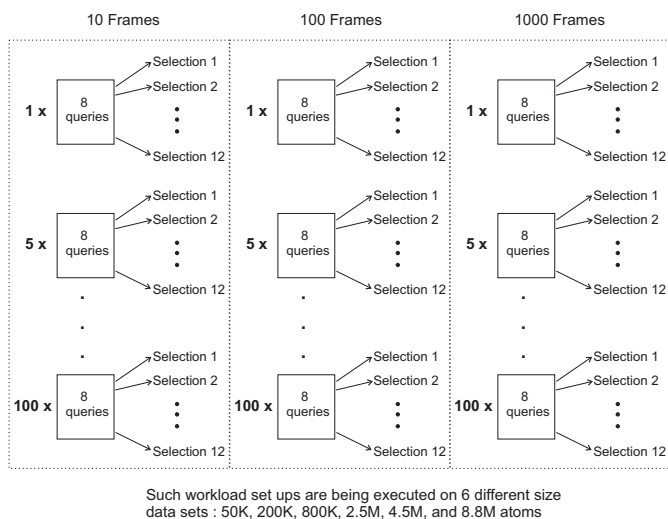 10 Frames
100 Frames
1000 Frames
1 x
8
queries
Selection 1
Selection 2
Selection 12
1 x
8
queries
Selection 1
Selection 2
Selection 12
1 x
8
queries
Selection 1
Selection 2
Selection 12
5 x
8
queries
Selection 1
Selection 2
Selection 12
5 x
8
queries
Selection 1
Selection 2
Selection 12
5 x
8
queries
Selection 1
Selection 2
Selection 12
100 x
8
queries
Selection 1
Selection 2
Selection 12
100 x
8
queries
Selection 1
Selection 2
Selection 12
100 x
8
queries
Selection 1
Selection 2
Selection 12
Such workload set ups are being executed on 6 different size
data sets : 50K, 200K, 800K, 2.5M, 4.5M, and 8.8M atoms